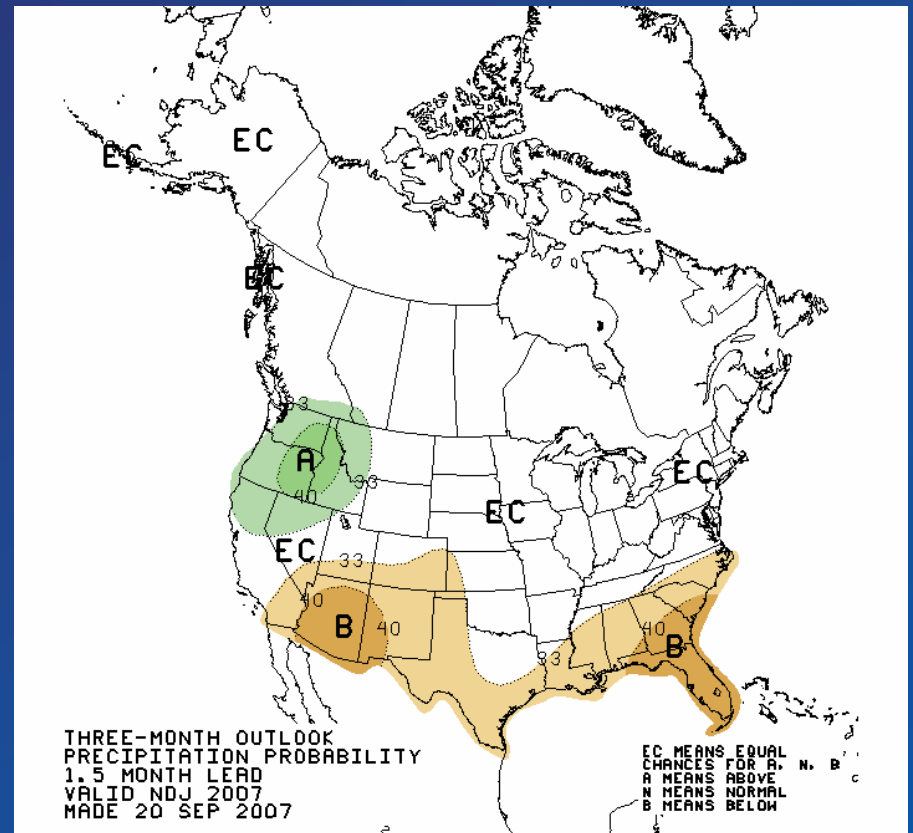 EC
EC
EC
33
A
33
40
EC
EC
EC
33
40
B
40
33
40
B
THREE-MONTH OUTLOOK
PRECIPITATION PROBABILITY
1.5 MONTH LEAD
VALID NDJ 2007
MADE 20 SEP 2007
EC MEANS EQUAL
CHANCES FOR A, N, B
A MEANS ABOVE
N MEANS NORMAL
B MEANS BELOW